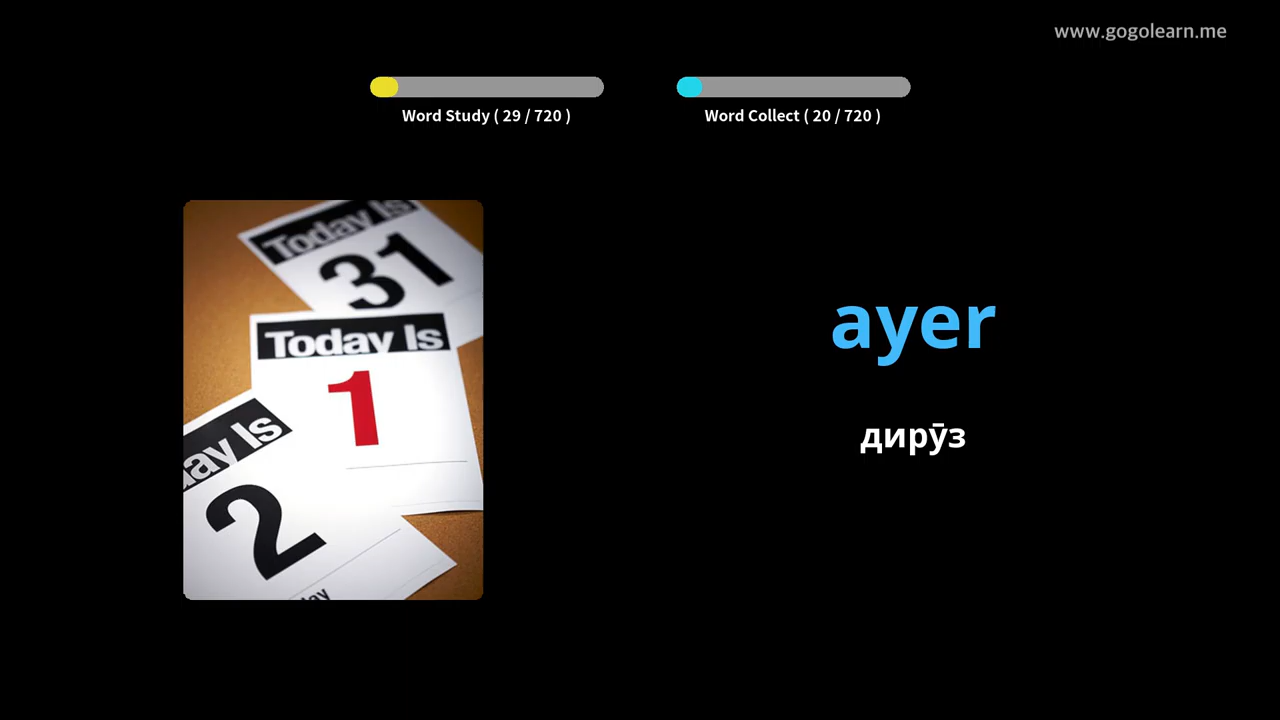 www.gogolearn.me
Word Study ( 29 / 720 )
Word Collect ( 20 / 720 )
Today Is
31
Today Is
1
ay Is
2
ay
ayer
дирӯз